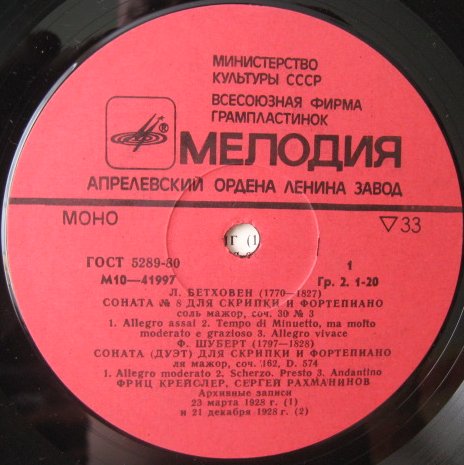 МИНИСТЕРСТВО
КУЛЬТУРЫ СССР
ВСЕСОЮЗНАЯ ФИРМА
ГРАМПЛАСТИНОК
® МЕЛОДИЯ
АПРЕЛЕВСКИЙ ОРДЕНА ЛЕНИНА ЗАВОД
МОНО ▽33
ГОСТ 5289-80 1
М10—41997 Гр. 2. 1-20
Л. БЕТХОВЕН (1770—1827)
СОНАТА № 8 ДЛЯ СКРИПКИ И ФОРТЕПИАНО
соль мажор, соч. 30 № 3
1. Allegro assai 2. Tempo di Minuetto, ma molto
moderato e grazioso 3. Allegro vivace
Ф. ШУБЕРТ (1797—1828)
СОНАТА (ДУЭТ) ДЛЯ СКРИПКИ И ФОРТЕПИАНО
ля мажор, соч. 162, D. 574
1. Allegro moderato 2. Scherzo. Presto 3. Andantino
ФРИЦ КРЕЙСЛЕР, СЕРГЕЙ РАХМАНИНОВ
Архивные записи
23 марта 1928 г. (1)
и 21 декабря 1928 г. (2)